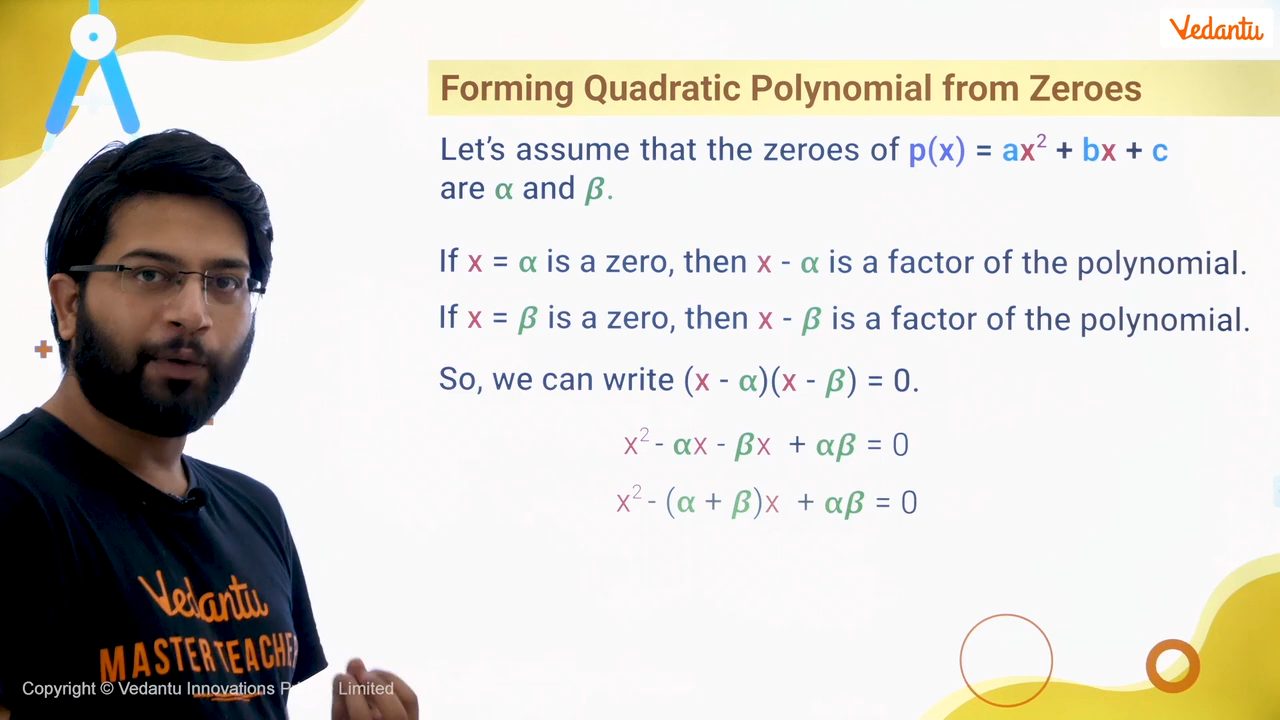 Vedantu
Forming Quadratic Polynomial from Zeroes
Let's assume that the zeroes of p(x) = ax² + bx + c
are α and β.
If x = α is a zero, then x - α is a factor of the polynomial.
If x = β is a zero, then x - β is a factor of the polynomial.
So, we can write (x - α)(x - β) = 0.
x² - αx - βx + αβ = 0
x² - (α + β)x + αβ = 0
Vedantu
MASTER TEACHER
Copyright © Vedantu Innovations Limited